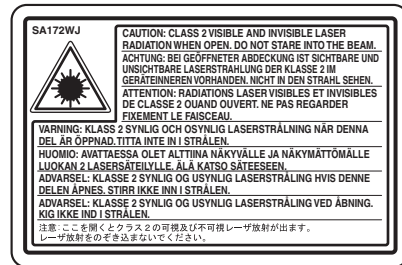 SA172WJ
CAUTION: CLASS 2 VISIBLE AND INVISIBLE LASER
RADIATION WHEN OPEN. DO NOT STARE INTO THE BEAM.
ACHTUNG: BEI GEÖFFNETER ABDECKUNG IST SICHTBARE UND
UNSICHTBARE LASERSTRAHLUNG DER KLASSE 2 IM
GERÄTEINNEREN VORHANDEN. NICHT IN DEN STRAHL SEHEN.
ATTENTION: RADIATIONS LASER VISIBLES ET INVISIBLES
DE CLASSE 2 OUAND OUVERT. NE PAS REGARDER
FIXEMENT LE FAISCEAU.
VARNING: KLASS 2 SYNLIG OCH OSYNLIG LASERSTRÅLNING NÄR DENNA
DEL ÄR ÖPPNAD. TITTA INTE IN I STRÅLEN.
HUOMIO: AVATTAESSA OLET ALTTIINA NÄKYVÄLLE JA NÄKYMÄTTÖMÄLLE
LUOKAN 2 LASERSÄTEILYLLE. ÄLÄ KATSO SÄTEESEEN.
ADVARSEL: KLASSE 2 SYNLIG OG USYNLIG LASERSTRÅLING HVIS DENNE
DELEN ÅPNES. STIRR IKKE INN I STRÅLEN.
ADVARSEL: KLASSE 2 SYNLIG OG USYNLIG LASERSTRÅLING VED ÅBNING.
KIG IKKE IND I STRÅLEN.
注意：ここを開くとクラス２の可視及び不可視レーザ放射が出ます。
レーザ放射をのぞき込まないでください。